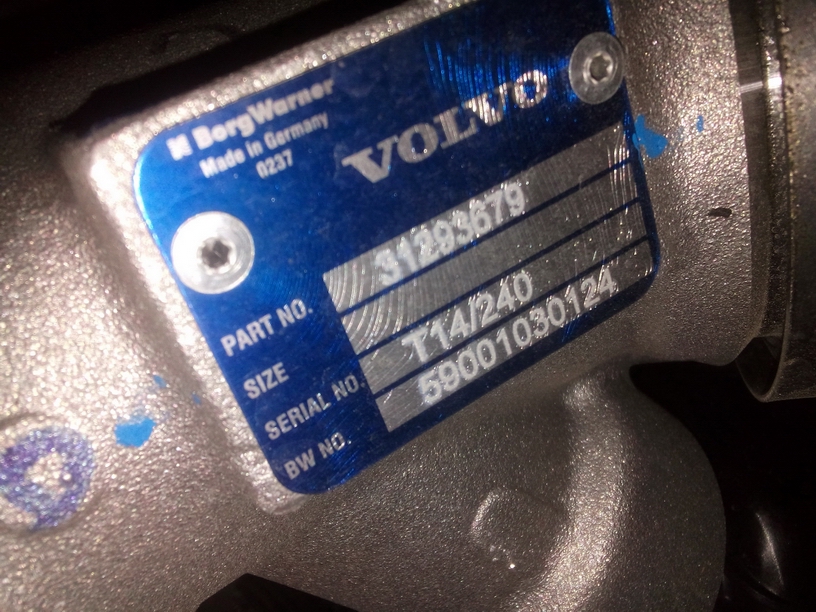 BorgWarner
Made in Germany
0237
VOLVO
PART NO. 31293679
SIZE
SERIAL NO. T14/240
BW NO. 59001030124